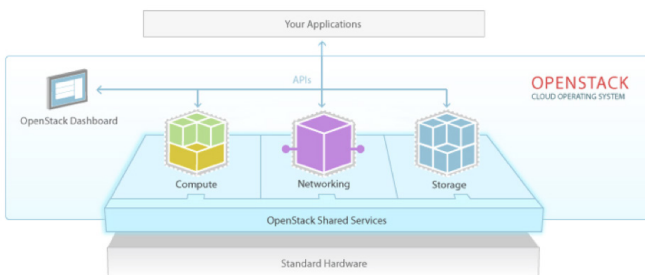 Your Applications
APIs
OPENSTACK
CLOUD OPERATING SYSTEM
OpenStack Dashboard
Compute
Networking
Storage
OpenStack Shared Services
Standard Hardware